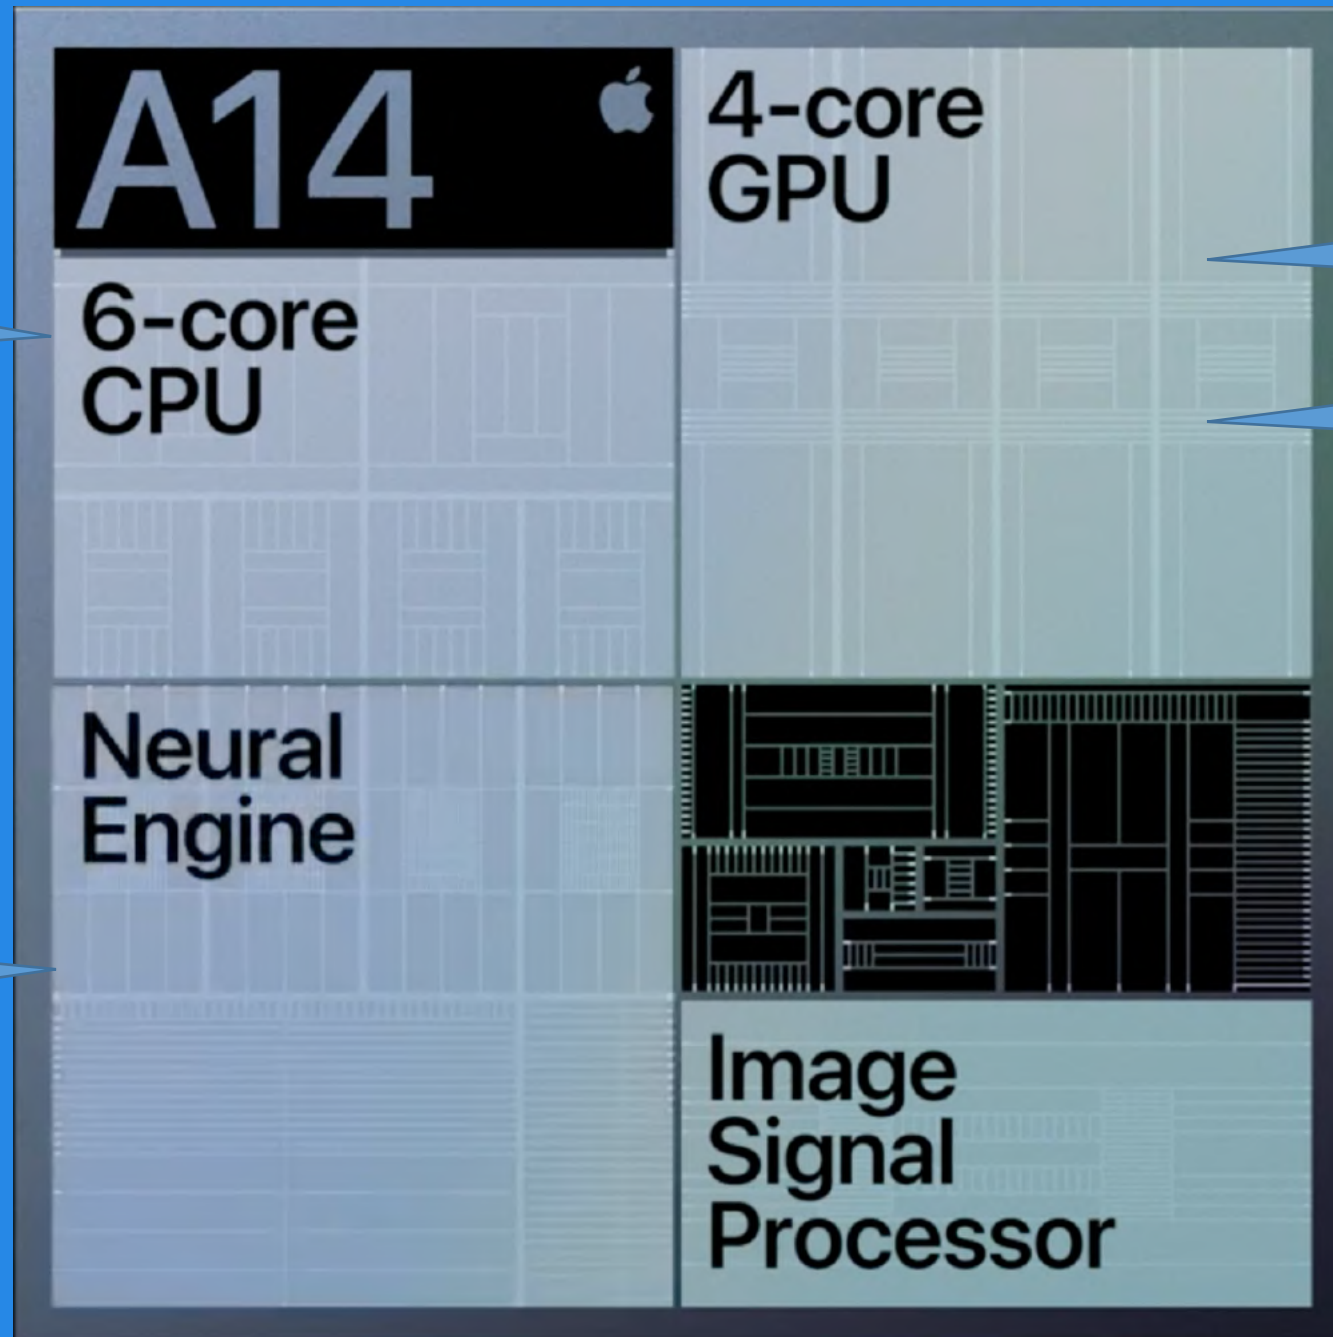 A14
6-core
CPU
4-core
GPU
Neural
Engine
Image
Signal
Processor